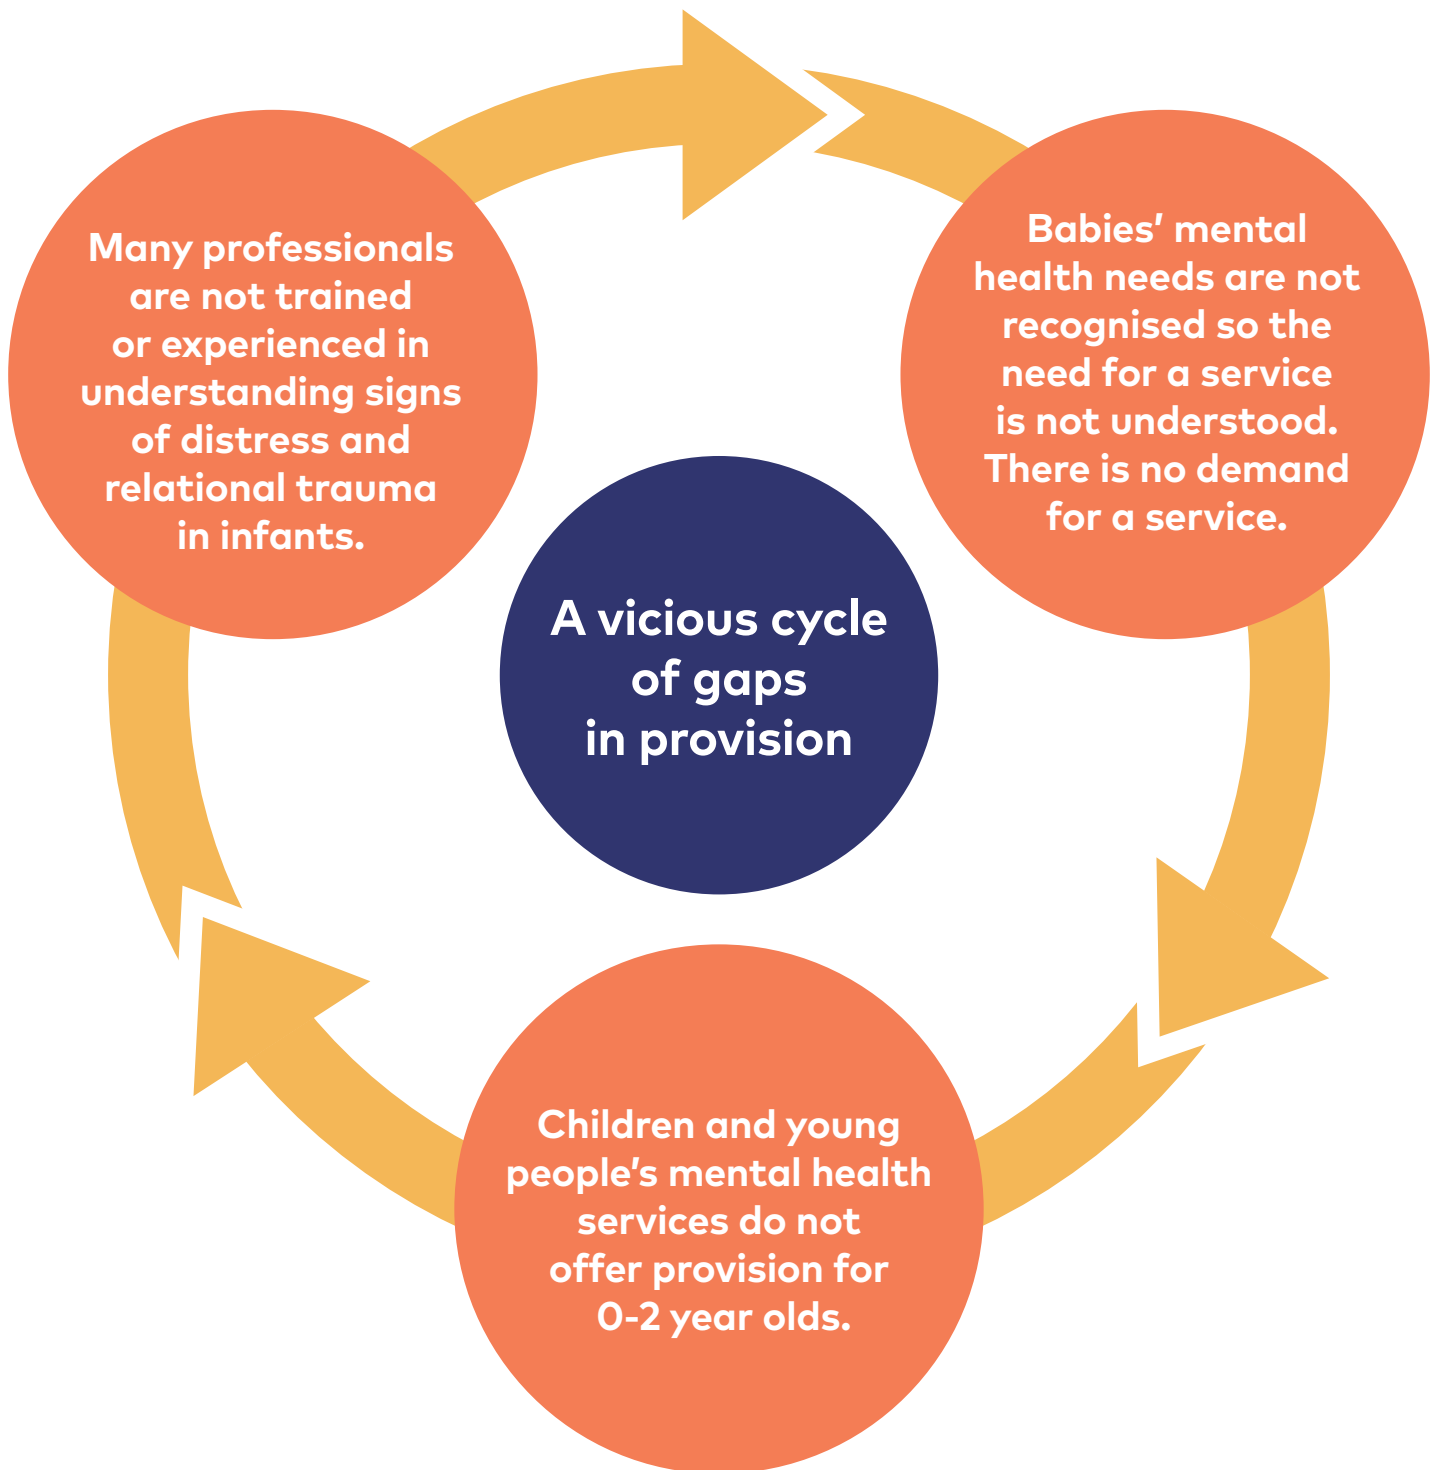 Many professionals
are not trained
or experienced in
understanding signs
of distress and
relational trauma
in infants.
Babies’ mental
health needs are not
recognised so the
need for a service
is not understood.
There is no demand
for a service.
A vicious cycle
of gaps
in provision
Children and young
people’s mental health
services do not
offer provision for
0-2 year olds.